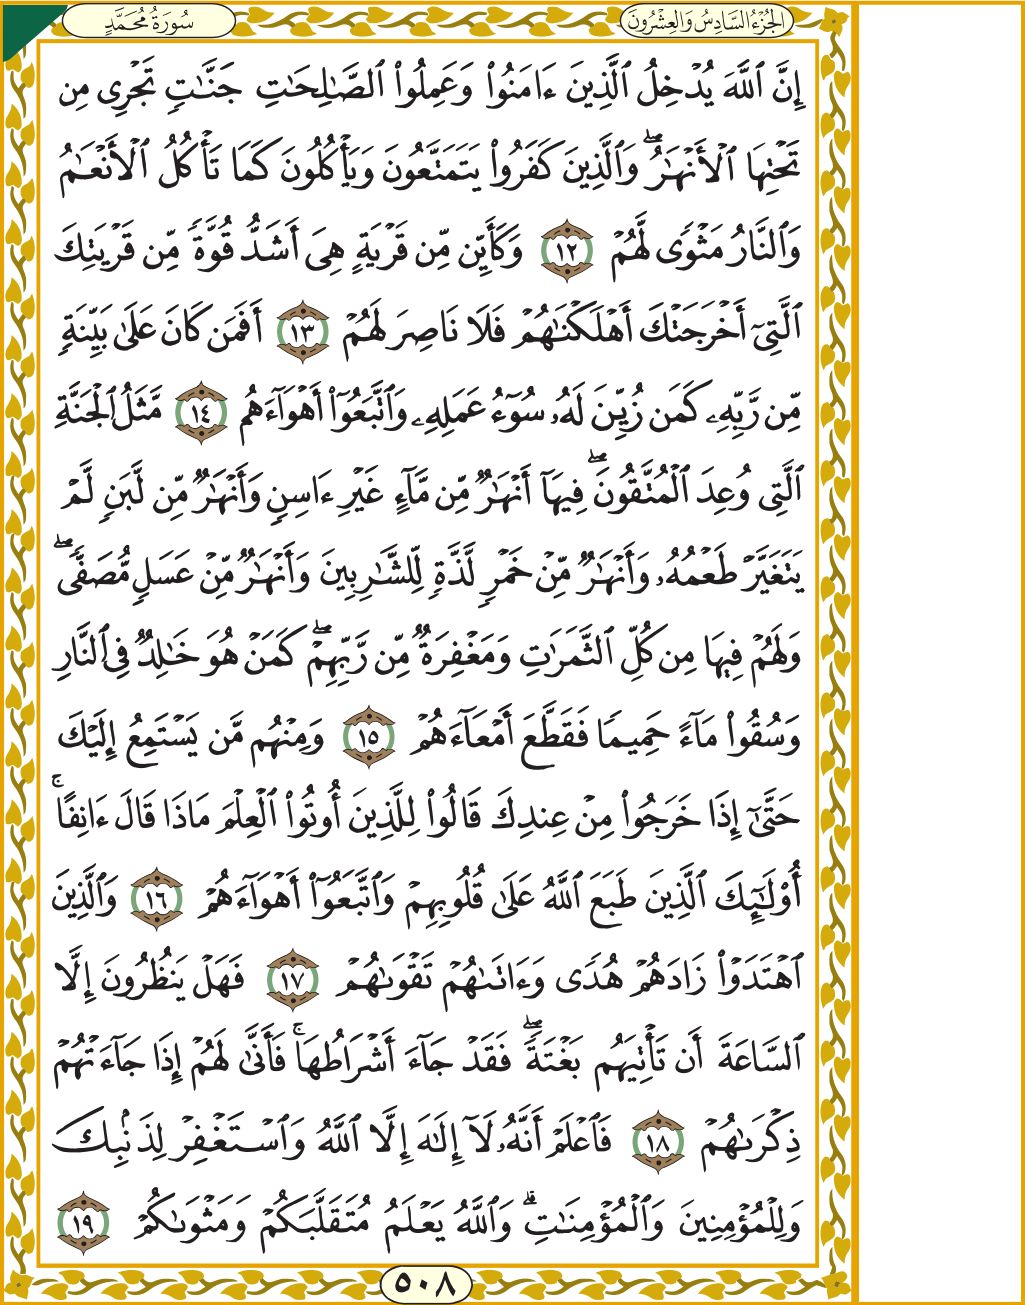 الجُزْءُ السَّادِسُ وَالعِشْرُونَ
سُورَةُ مُحَمَّدٍ
إِنَّ ٱللَّهَ يُدْخِلُ ٱلَّذِينَ ءَامَنُوا۟ وَعَمِلُوا۟ ٱلصَّـٰلِحَـٰتِ جَنَّـٰتٍ تَجْرِى مِن
تَحْتِهَا ٱلْأَنْهَـٰرُ ۖ وَٱلَّذِينَ كَفَرُوا۟ يَتَمَتَّعُونَ وَيَأْكُلُونَ كَمَا تَأْكُلُ ٱلْأَنْعَـٰمُ
وَٱلنَّارُ مَثْوًى لَّهُمْ ١٢ وَكَأَيِّن مِّن قَرْيَةٍ هِىَ أَشَدُّ قُوَّةً مِّن قَرْيَتِكَ
ٱلَّتِىٓ أَخْرَجَتْكَ أَهْلَكْنَـٰهُمْ فَلَا نَاصِرَ لَهُمْ ١٣ أَفَمَن كَانَ عَلَىٰ بَيِّنَةٍ
مِّن رَّبِّهِۦ كَمَن زُيِّنَ لَهُۥ سُوٓءُ عَمَلِهِۦ وَٱتَّبَعُوٓا۟ أَهْوَآءَهُم ١٤ مَّثَلُ ٱلْجَنَّةِ
ٱلَّتِى وُعِدَ ٱلْمُتَّقُونَ ۖ فِيهَآ أَنْهَـٰرٌ مِّن مَّآءٍ غَيْرِ ءَاسِنٍ وَأَنْهَـٰرٌ مِّن لَّبَنٍ لَّمْ
يَتَغَيَّرْ طَعْمُهُۥ وَأَنْهَـٰرٌ مِّنْ خَمْرٍ لَّذَّةٍ لِّلشَّـٰرِبِينَ وَأَنْهَـٰرٌ مِّنْ عَسَلٍ مُّصَفًّى ۖ
وَلَهُمْ فِيهَا مِن كُلِّ ٱلثَّمَرَٰتِ وَمَغْفِرَةٌ مِّن رَّبِّهِمْ ۖ كَمَنْ هُوَ خَـٰلِدٌ فِى ٱلنَّارِ
وَسُقُوا۟ مَآءً حَمِيمًا فَقَطَّعَ أَمْعَآءَهُمْ ١٥ وَمِنْهُم مَّن يَسْتَمِعُ إِلَيْكَ
حَتَّىٰٓ إِذَا خَرَجُوا۟ مِنْ عِندِكَ قَالُوا۟ لِلَّذِينَ أُوتُوا۟ ٱلْعِلْمَ مَاذَا قَالَ ءَانِفًا ۚ
أُو۟لَـٰٓئِكَ ٱلَّذِينَ طَبَعَ ٱللَّهُ عَلَىٰ قُلُوبِهِمْ وَٱتَّبَعُوٓا۟ أَهْوَآءَهُمْ ١٦ وَٱلَّذِينَ
ٱهْتَدَوْا۟ زَادَهُمْ هُدًى وَءَاتَىٰهُمْ تَقْوَىٰهُمْ ١٧ فَهَلْ يَنظُرُونَ إِلَّا
ٱلسَّاعَةَ أَن تَأْتِيَهُم بَغْتَةً ۖ فَقَدْ جَآءَ أَشْرَاطُهَا ۚ فَأَنَّىٰ لَهُمْ إِذَا جَآءَتْهُمْ
ذِكْرَىٰهُمْ ١٨ فَٱعْلَمْ أَنَّهُۥ لَآ إِلَـٰهَ إِلَّا ٱللَّهُ وَٱسْتَغْفِرْ لِذَنۢبِكَ
وَلِلْمُؤْمِنِينَ وَٱلْمُؤْمِنَـٰتِ ۗ وَٱللَّهُ يَعْلَمُ مُتَقَلَّبَكُمْ وَمَثْوَىٰكُمْ ١٩
٥٠٨